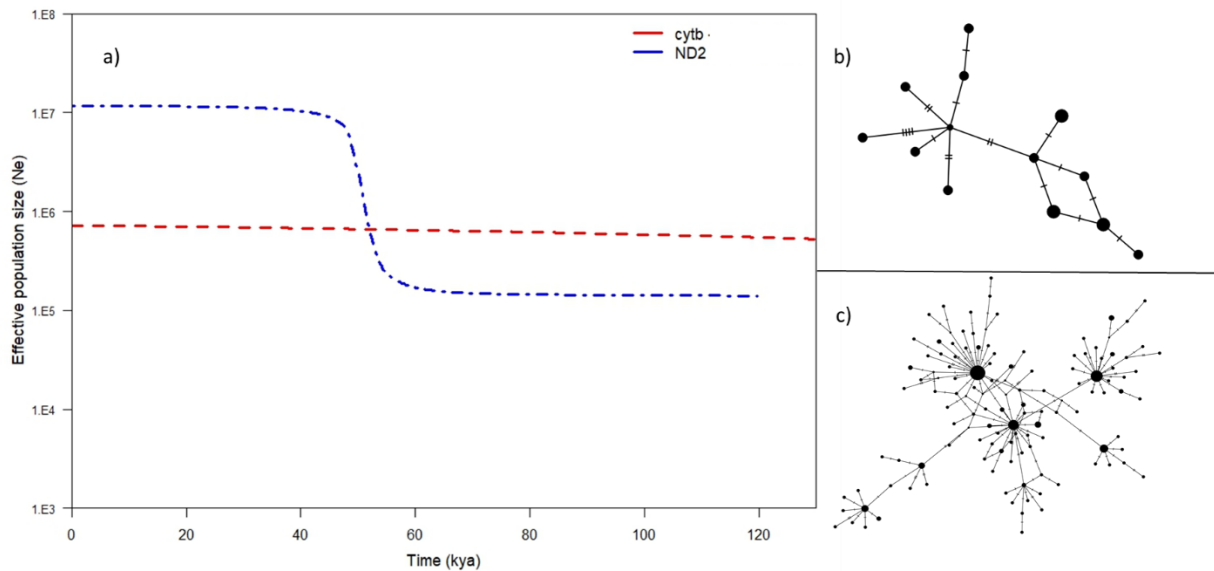 1.E8
a)
cytb
ND2
b)
1.E7
1.E6
1.E5
1.E4
1.E3
Effective population size (Ne)
0
20
40
60
80
100
120
Time (kya)
c)